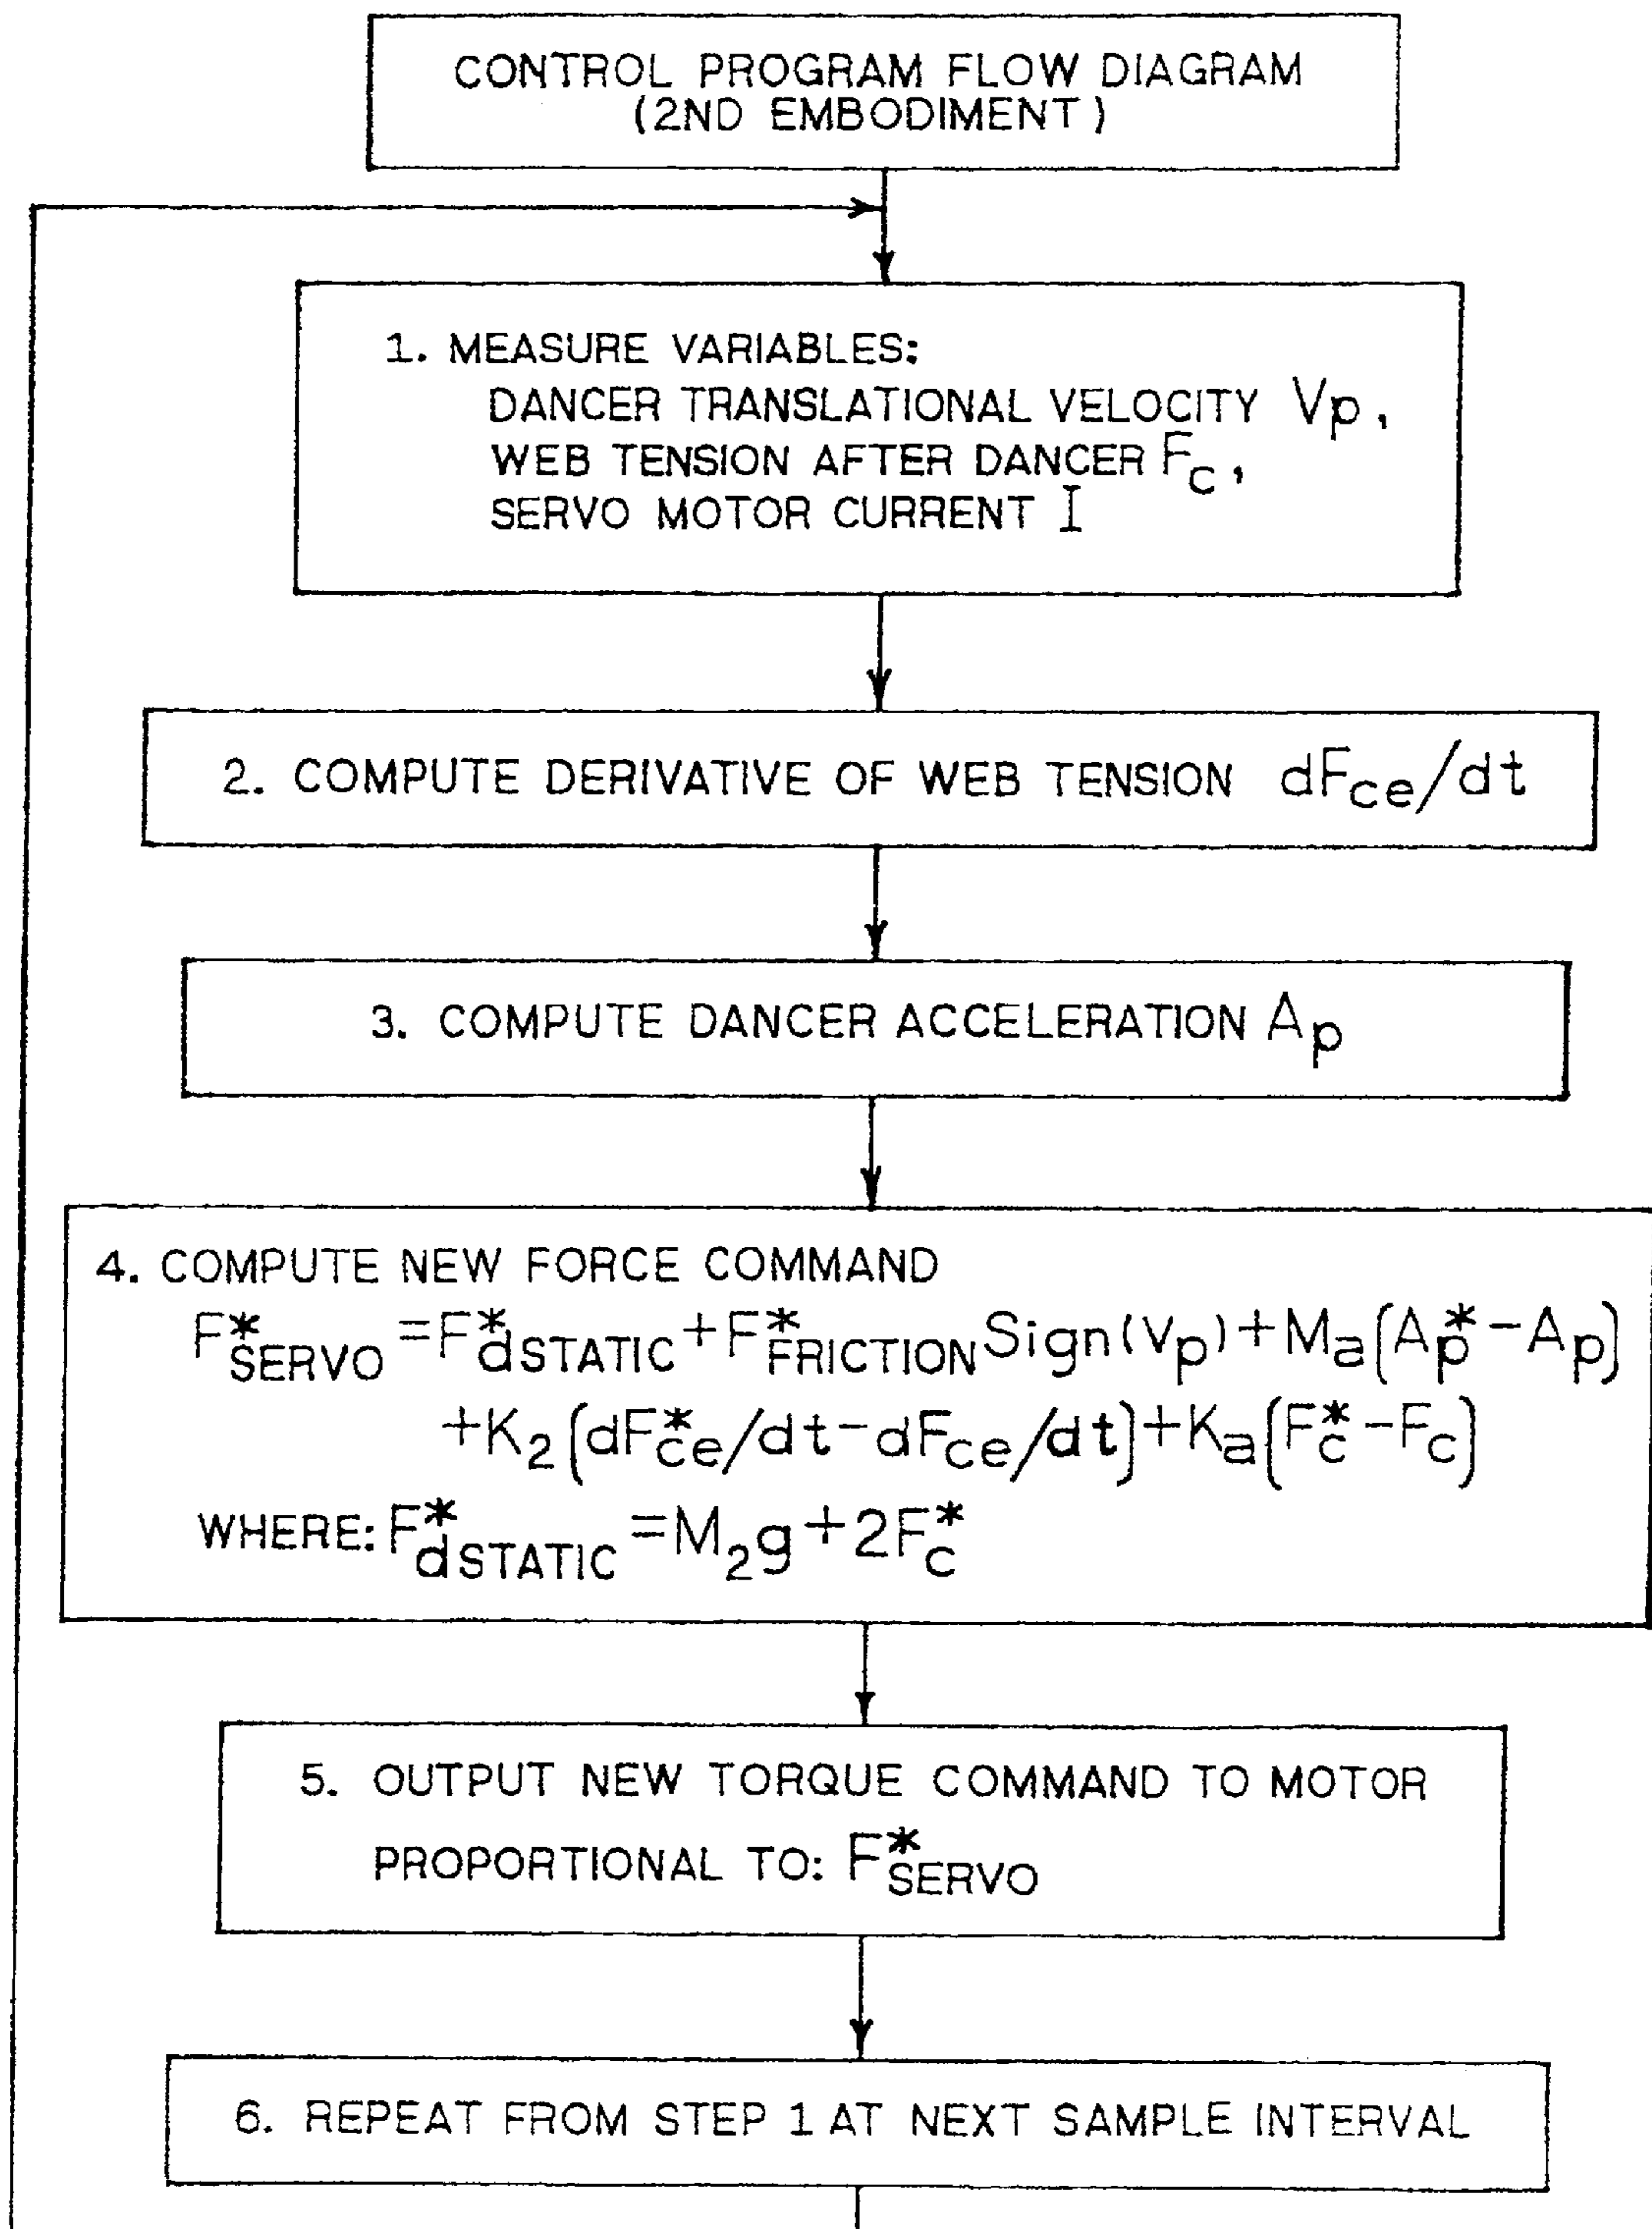 CONTROL PROGRAM FLOW DIAGRAM
(2ND EMBODIMENT)
1. MEASURE VARIABLES:
DANCER TRANSLATIONAL VELOCITY Vp,
WEB TENSION AFTER DANCER Fc,
SERVO MOTOR CURRENT I
2. COMPUTE DERIVATIVE OF WEB TENSION dFce/dt
3. COMPUTE DANCER ACCELERATION Ap
4. COMPUTE NEW FORCE COMMAND
F*SERVO=F*dSTATIC+F*FRICTIONSign(Vp)+Ma(A*p-Ap)
+K2(dF*ce/dt-dFce/dt)+Ka(F*c-Fc)
WHERE: F*dSTATIC=M2g+2F*c
5. OUTPUT NEW TORQUE COMMAND TO MOTOR
PROPORTIONAL TO: F*SERVO
6. REPEAT FROM STEP 1 AT NEXT SAMPLE INTERVAL